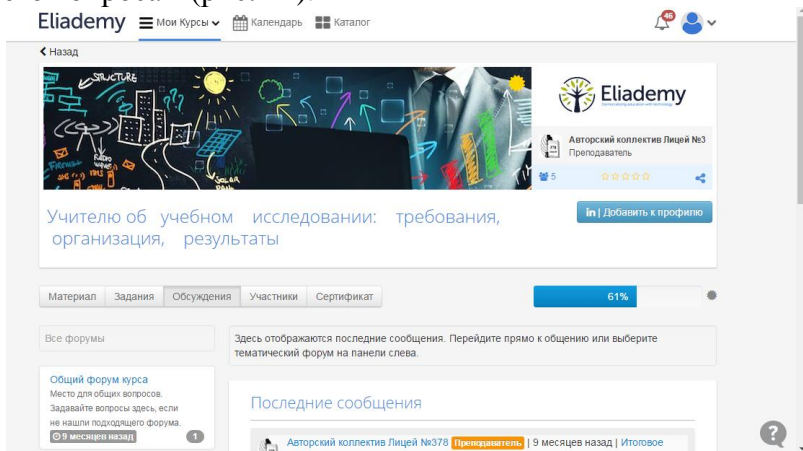 Eliademy
Мои Курсы
Календарь
Каталог
46
Назад
STRUCTURE
Eliademy
Авторский коллектив Лицей №3
Преподаватель
5
in | Добавить к профилю
Учителю об учебном исследовании: требования,
организация, результаты
Материал Задания Обсуждения Участники Сертификат
61%
Все форумы
Здесь отображаются последние сообщения. Перейдите прямо к общению или выберите
тематический форум на панели слева.
Общий форум курса
Место для общих вопросов.
Задавайте вопросы здесь, если
не нашли подходящего форума.
9 месяцев назад 1
Последние сообщения
Авторский коллектив Лицей №378 Преподаватель | 9 месяцев назад | Итоговое
?